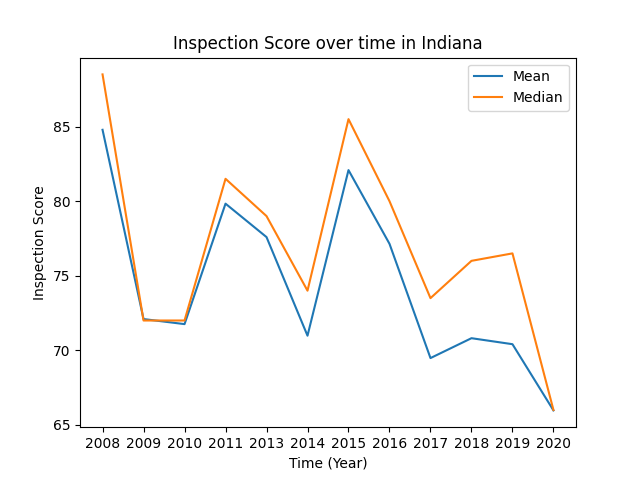 Inspection Score over time in Indiana
Mean
Median
85
80
75
70
65
Inspection Score
2008 2009 2010 2011 2013 2014 2015 2016 2017 2018 2019 2020
Time (Year)